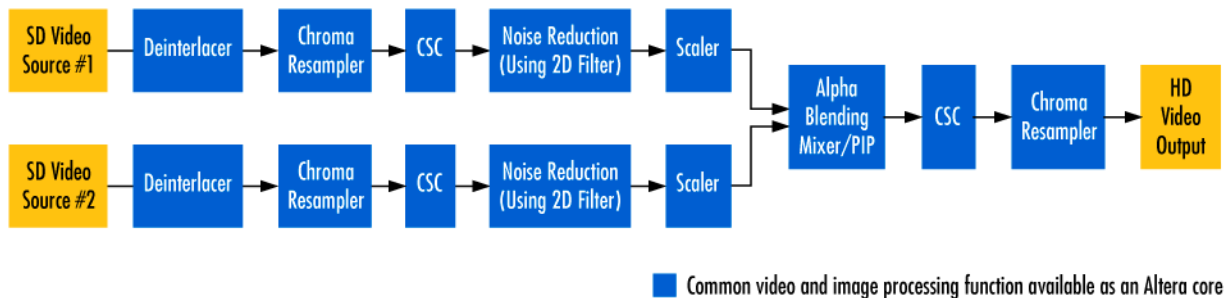 SD Video
Source #1
Deinterlacer
Chroma
Resampler
CSC
Noise Reduction
(Using 2D Filter)
Scaler
SD Video
Source #2
Deinterlacer
Chroma
Resampler
CSC
Noise Reduction
(Using 2D Filter)
Scaler
Alpha
Blending
Mixer/PIP
CSC
Chroma
Resampler
HD
Video
Output
Common video and image processing function available as an Altera core